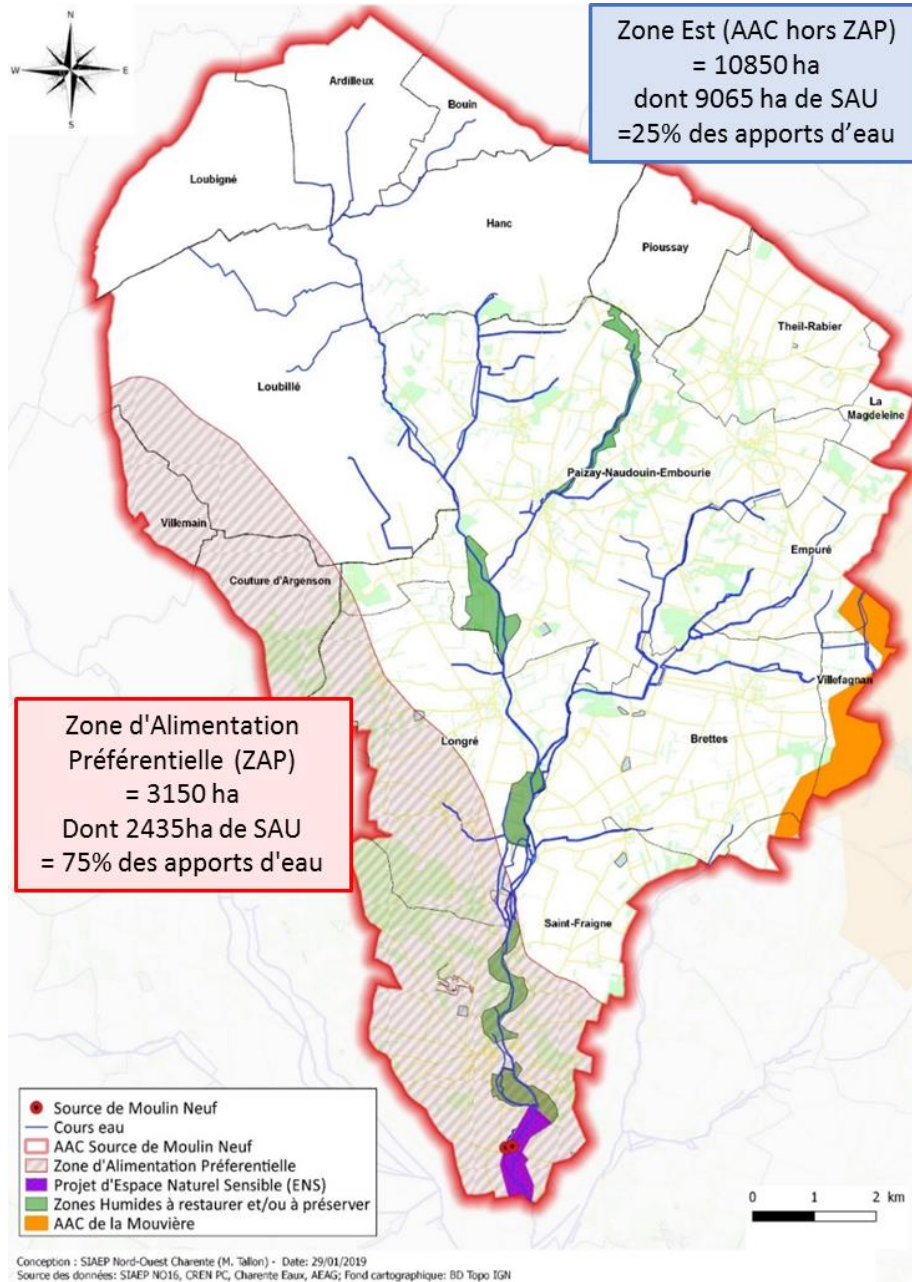 N
W
E
S
Zone Est (AAC hors ZAP)
= 10850 ha
dont 9065 ha de SAU
=25% des apports d’eau
Ardilleux
Bouin
Loubigné
Hanc
Pioussay
Theil-Rabier
Loubillé
La
Magdeleine
Paizay-Naudouin-Embourie
Villemain
Empuré
Couture d'Argenson
Villefagnan
Zone d'Alimentation
Préférentielle (ZAP)
= 3150 ha
Dont 2435ha de SAU
= 75% des apports d'eau
Longré
Brettes
Saint-Fraigne
Source de Moulin Neuf
Cours eau
AAC Source de Moulin Neuf
Zone d'Alimentation Préferentielle
Projet d'Espace Naturel Sensible (ENS)
Zones Humides à restaurer et/ou à préserver
AAC de la Mouvière
0 1 2 km
Conception : SIAEP Nord-Ouest Charente (M. Tallon) - Date: 29/01/2019
Source des données: SIAEP NO16, CREN PC, Charente Eaux, AEAG; Fond cartographique: BD Topo IGN